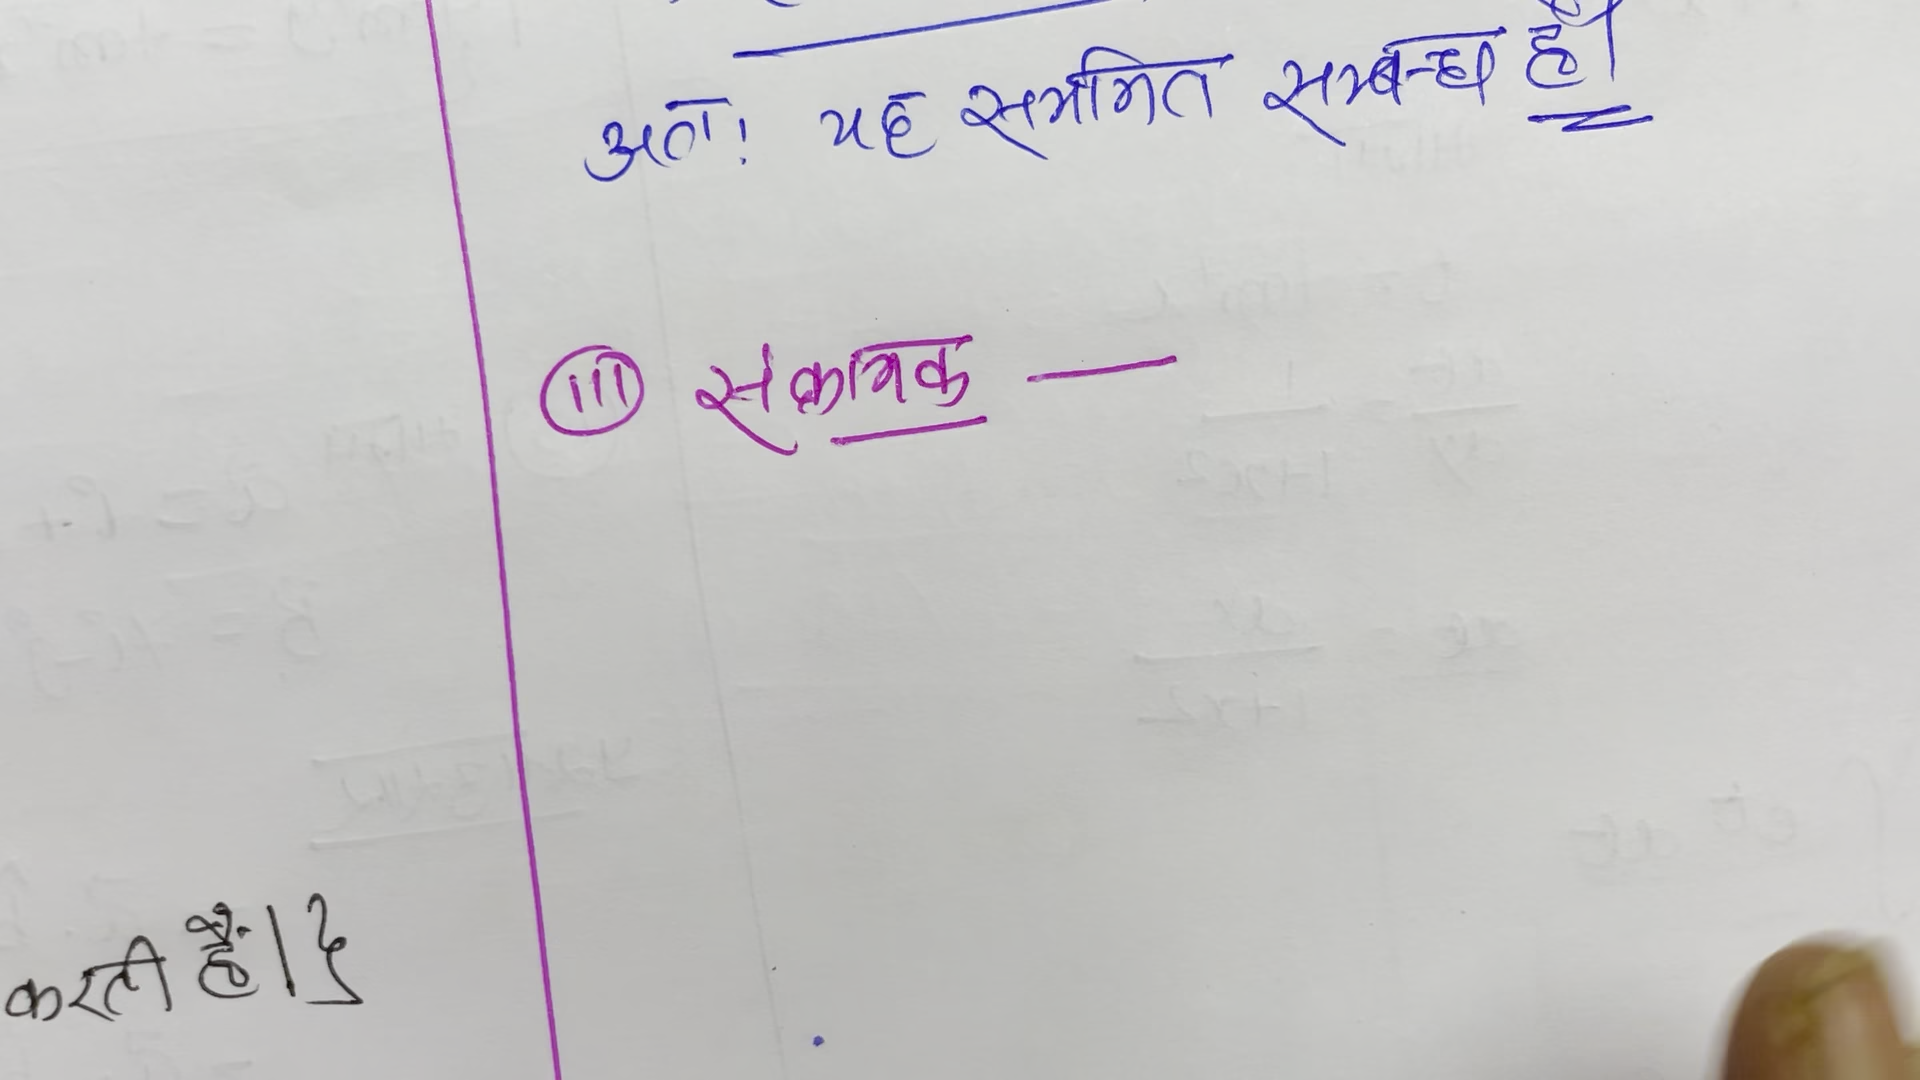 अतः यह सममित सम्बन्ध है।
(iii) संक्रामक —
करती हैं।}